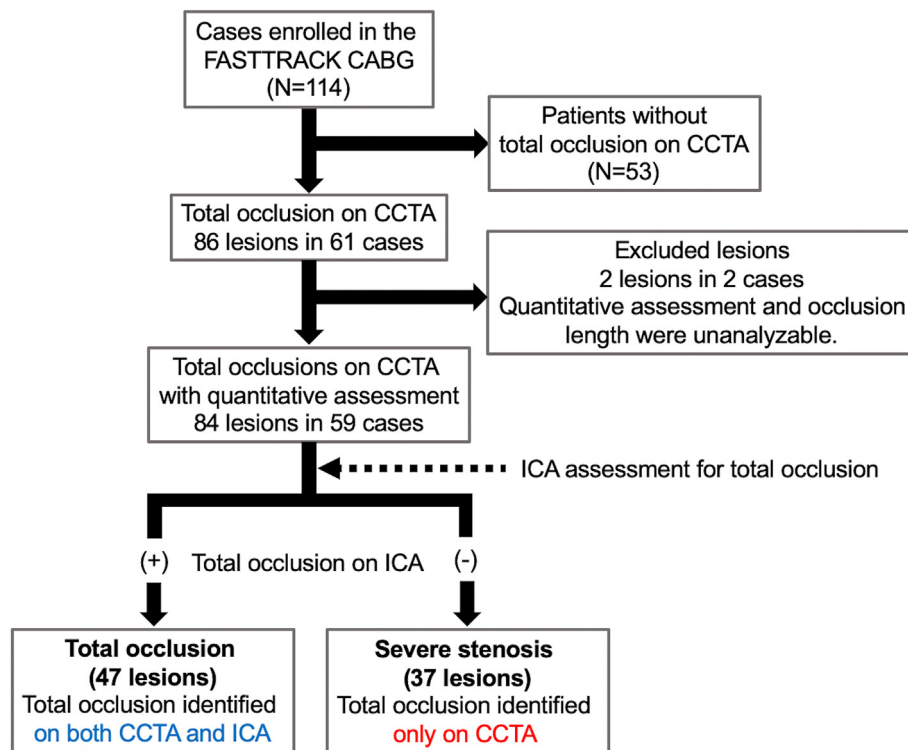 Cases enrolled in the
FASTTRACK CABG
(N=114)
Patients without
total occlusion on CCTA
(N=53)
Total occlusion on CCTA
86 lesions in 61 cases
Excluded lesions
2 lesions in 2 cases
Quantitative assessment and occlusion
length were unanalyzable.
Total occlusions on CCTA
with quantitative assessment
84 lesions in 59 cases
ICA assessment for total occlusion
(+) Total occlusion on ICA (-)
Total occlusion
(47 lesions)
Total occlusion identified
on both CCTA and ICA
Severe stenosis
(37 lesions)
Total occlusion identified
only on CCTA